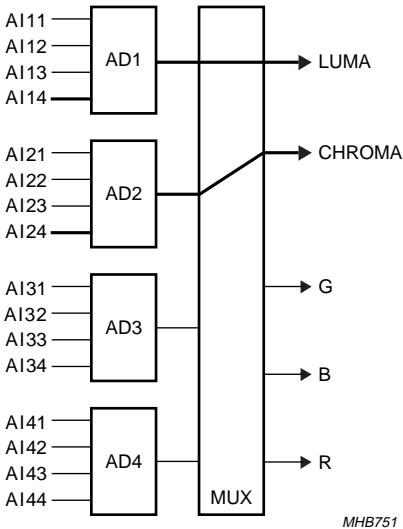 AI11
AI12
AI13
AI14
AD1
LUMA
AI21
AI22
AI23
AI24
AD2
CHROMA
AI31
AI32
AI33
AI34
AD3
G
B
AI41
AI42
AI43
AI44
AD4
R
MUX
MHB751